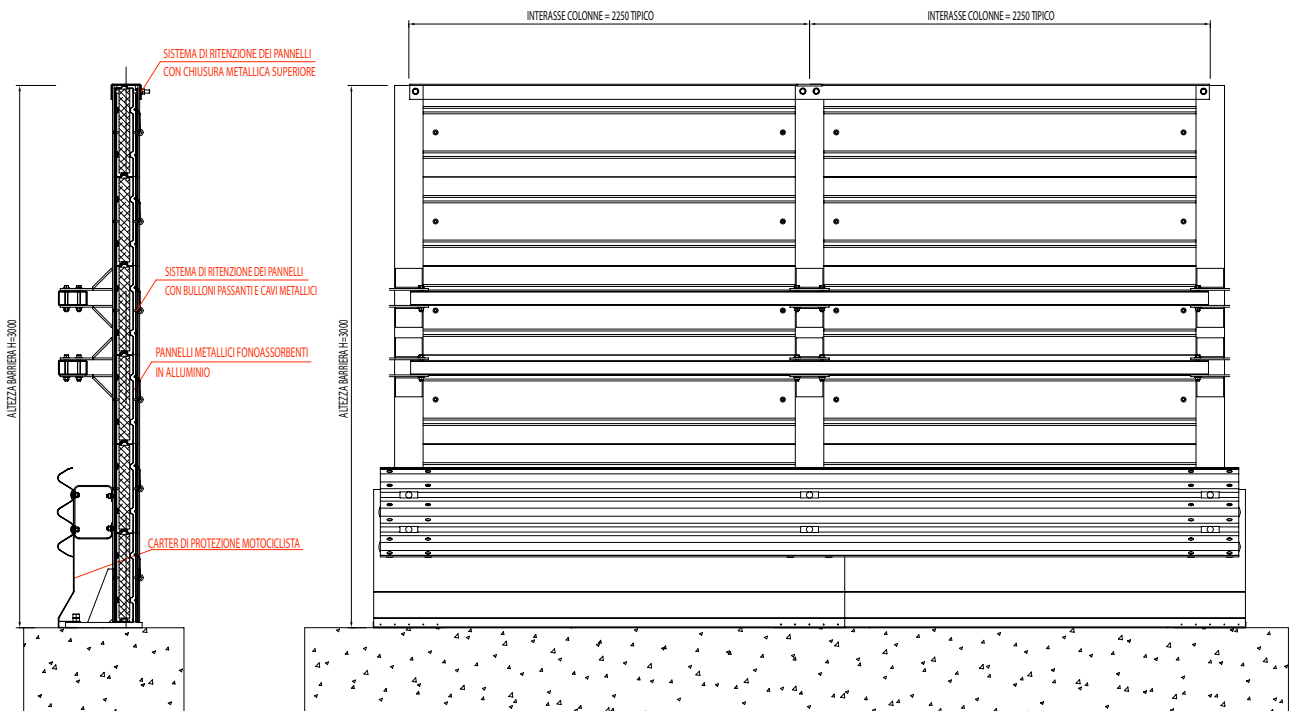 INTERASSE COLONNE = 2250 TIPICO
INTERASSE COLONNE = 2250 TIPICO
SISTEMA DI RITENZIONE DEI PANNELLI
CON CHIUSURA METALLICA SUPERIORE
SISTEMA DI RITENZIONE DEI PANNELLI
CON BULLONI PASSANTI E CAVI METALLICI
ALTEZZA BARRIERA H=3000
ALTEZZA BARRIERA H=3000
PANNELLI METALLICI FONOASSORBENTI
IN ALLUMINIO
CARTER DI PROTEZIONE MOTOCICLISTA